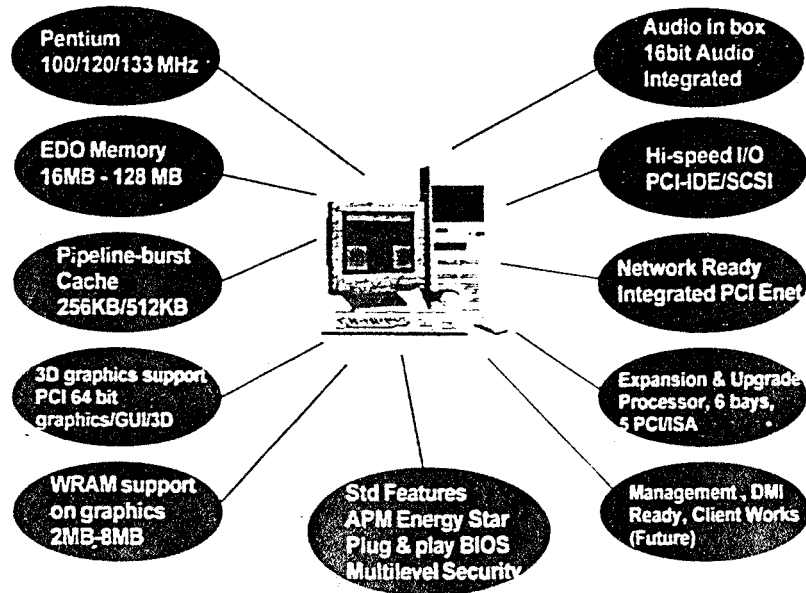 Pentium
100/120/133 MHz
EDO Memory
16MB - 128 MB
Pipeline-burst
Cache
256KB/512KB
3D graphics support
PCI 64 bit
graphics/GUI/3D
WRAM support
on graphics
2MB-8MB
Std Features
APM Energy Star
Plug & play BIOS
Multilevel Security
Audio in box
16bit Audio
Integrated
Hi-speed I/O
PCI-IDE/SCSI
Network Ready
Integrated PCI Enet
Expansion & Upgrade
Processor, 6 bays,
5 PCI/ISA
Management , DMI
Ready, Client Works
(Future)